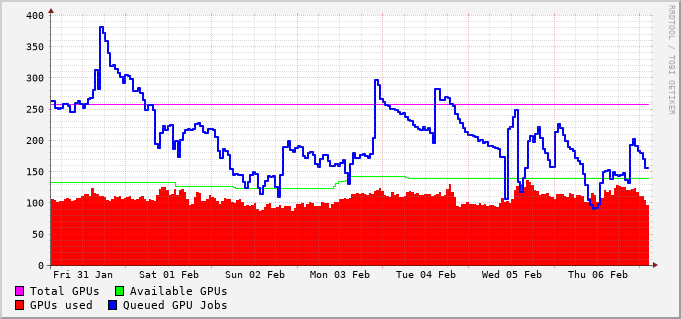 400
350
300
250
200
150
100
50
0
Fri 31 Jan Sat 01 Feb Sun 02 Feb Mon 03 Feb Tue 04 Feb Wed 05 Feb Thu 06 Feb
Total GPUs Available GPUs
GPUs used Queued GPU Jobs
RRDTOOL / TOBI OETIKER